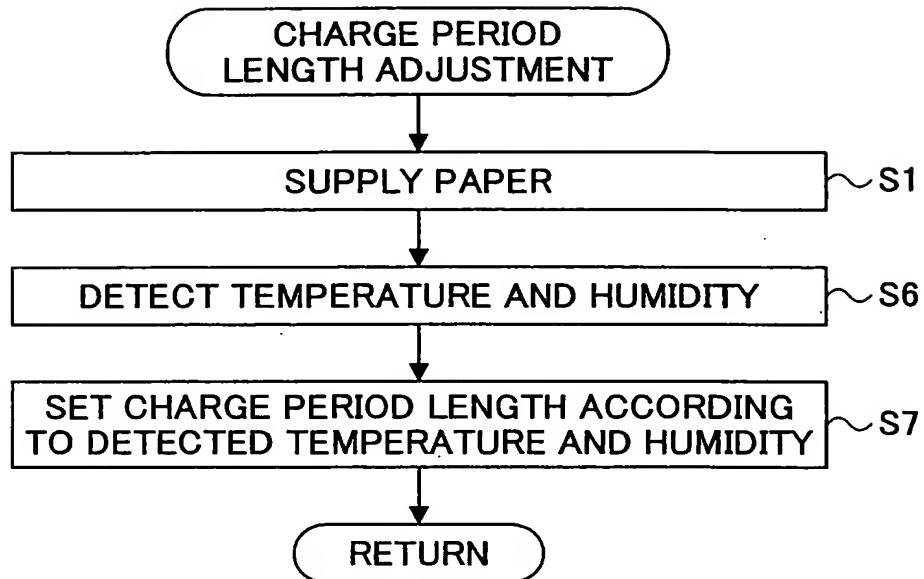 CHARGE PERIOD
LENGTH ADJUSTMENT
SUPPLY PAPER
S1
DETECT TEMPERATURE AND HUMIDITY
S6
SET CHARGE PERIOD LENGTH ACCORDING
TO DETECTED TEMPERATURE AND HUMIDITY
S7
RETURN